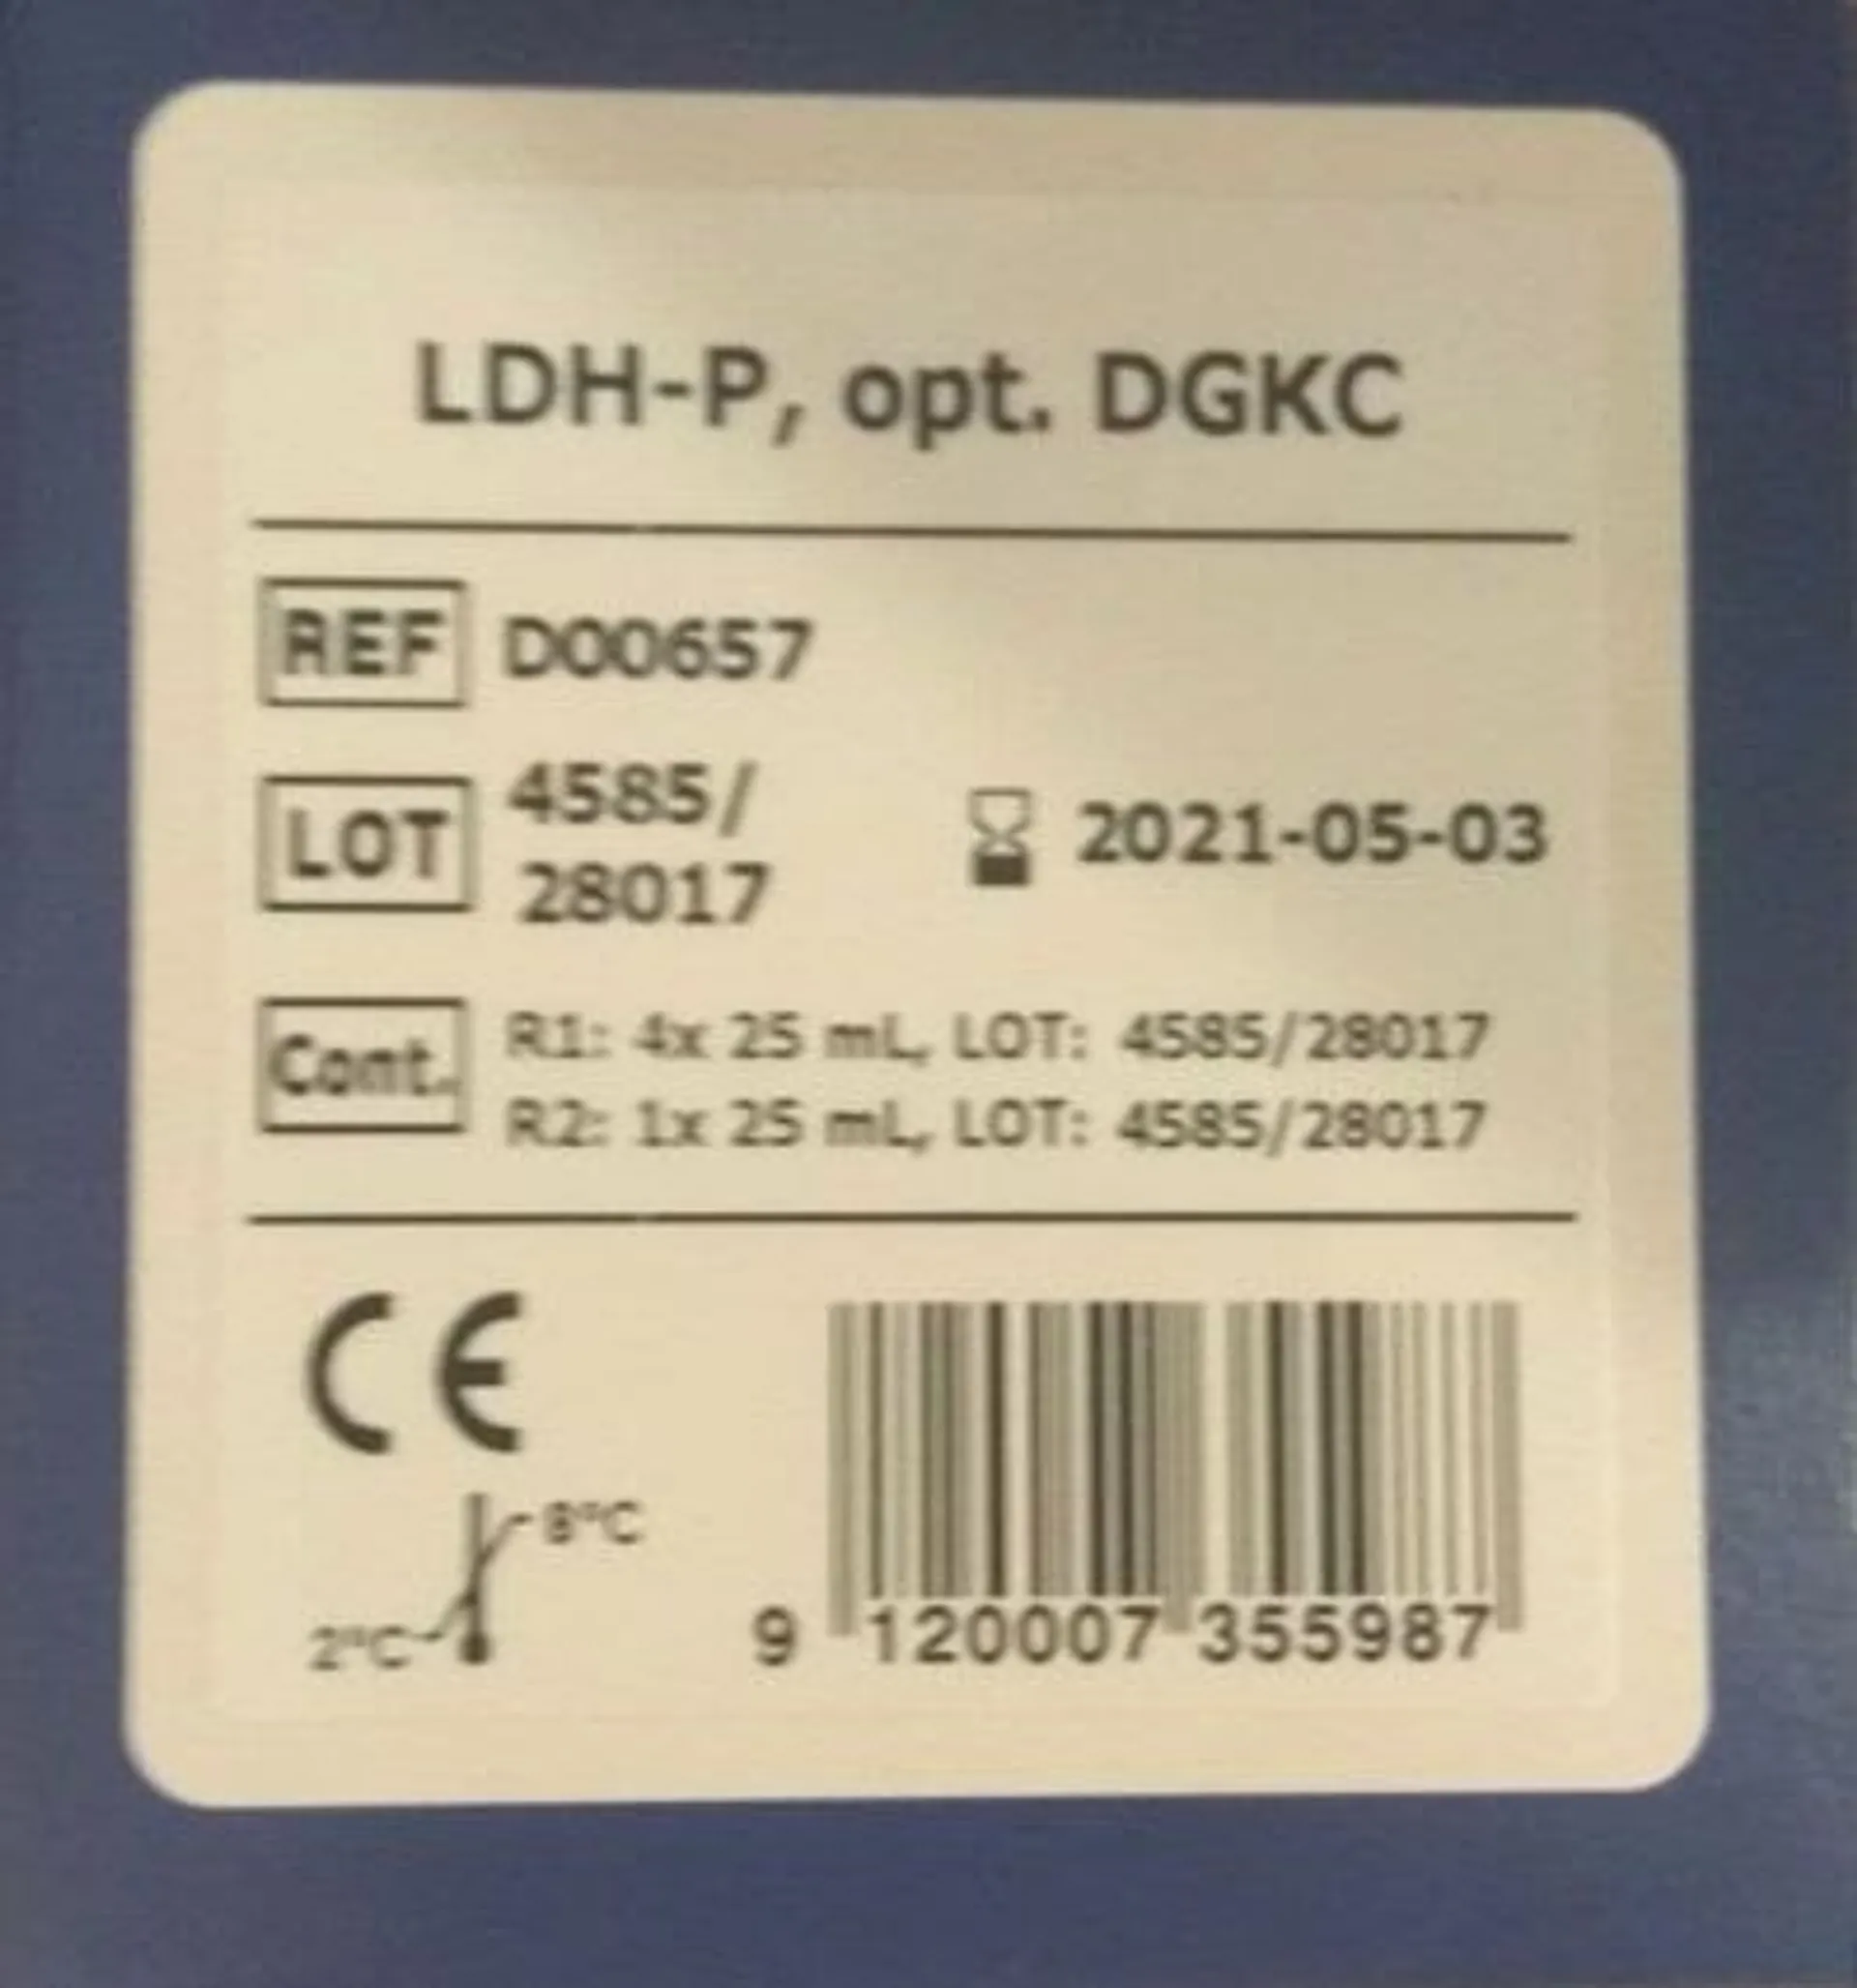 LDH-P, opt. DGKC
REF D00657
LOT 4585/
28017
2021-05-03
Cont. R1: 4x 25 mL, LOT: 4585/28017
R2: 1x 25 mL, LOT: 4585/28017
CE
8°C
2°C
9 120007 355987